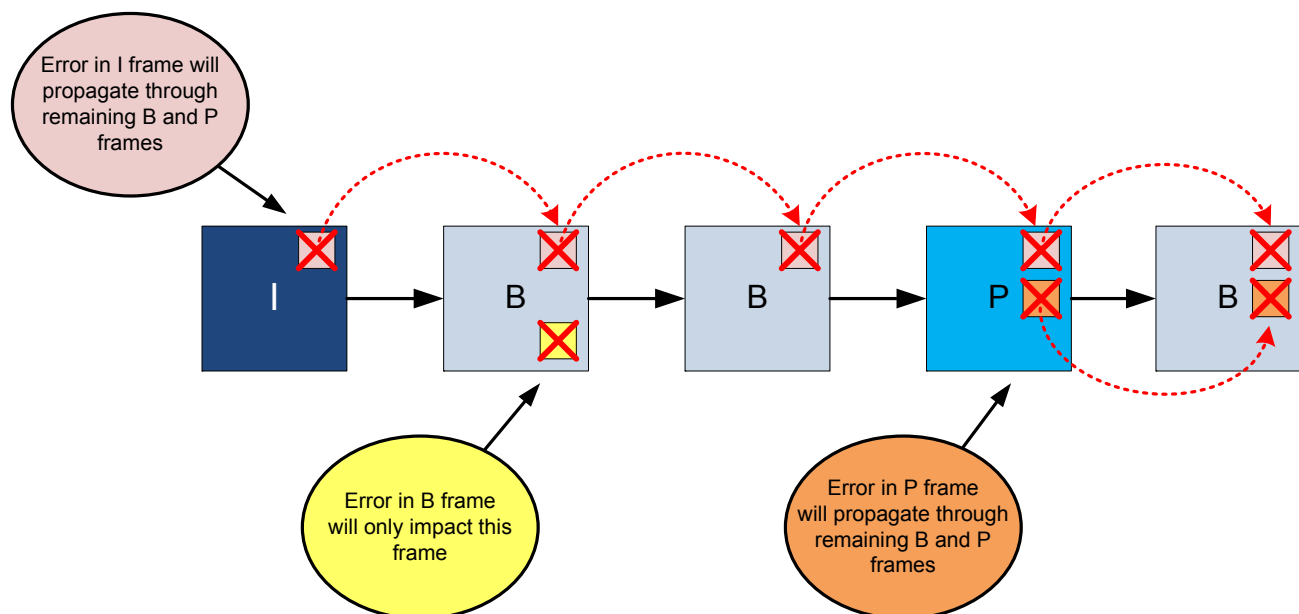 Error in I frame will
propagate through
remaining B and P
frames
I
B
B
P
B
Error in B frame
will only impact this
frame
Error in P frame
will propagate through
remaining B and P
frames